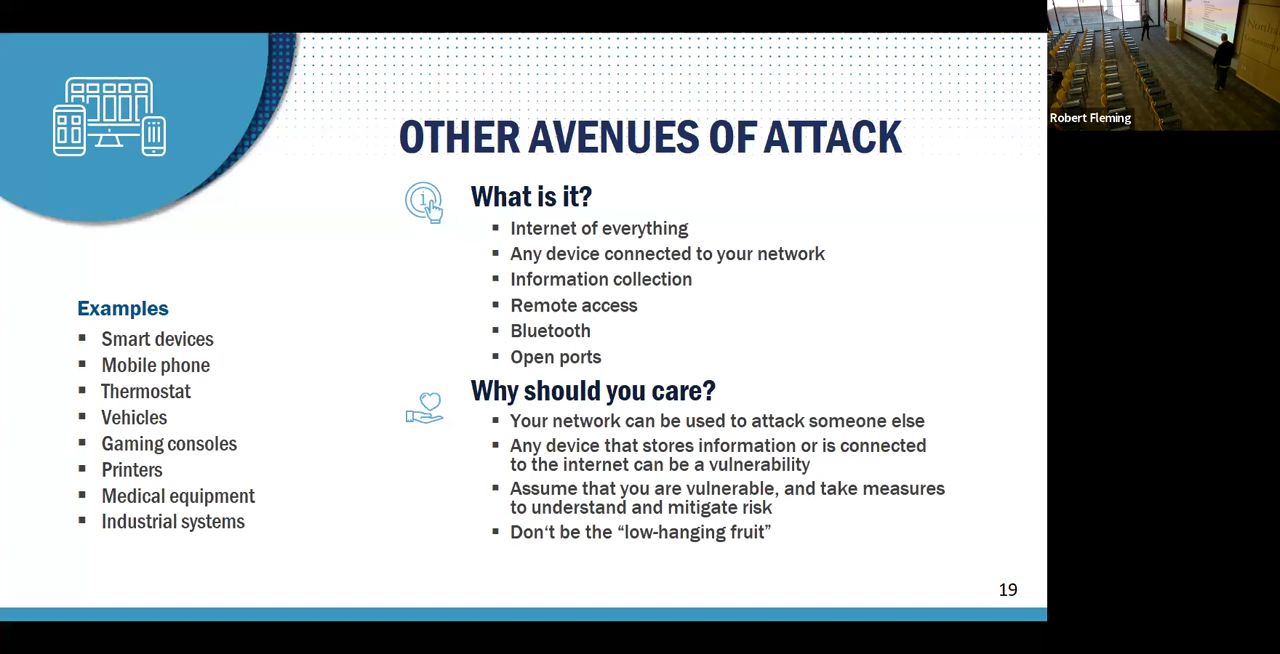 OTHER AVENUES OF ATTACK
What is it?
▪ Internet of everything
▪ Any device connected to your network
▪ Information collection
▪ Remote access
▪ Bluetooth
▪ Open ports
Why should you care?
▪ Your network can be used to attack someone else
▪ Any device that stores information or is connected
to the internet can be a vulnerability
▪ Assume that you are vulnerable, and take measures
to understand and mitigate risk
▪ Don‘t be the “low-hanging fruit”
Examples
▪ Smart devices
▪ Mobile phone
▪ Thermostat
▪ Vehicles
▪ Gaming consoles
▪ Printers
▪ Medical equipment
▪ Industrial systems
19
Robert Fleming